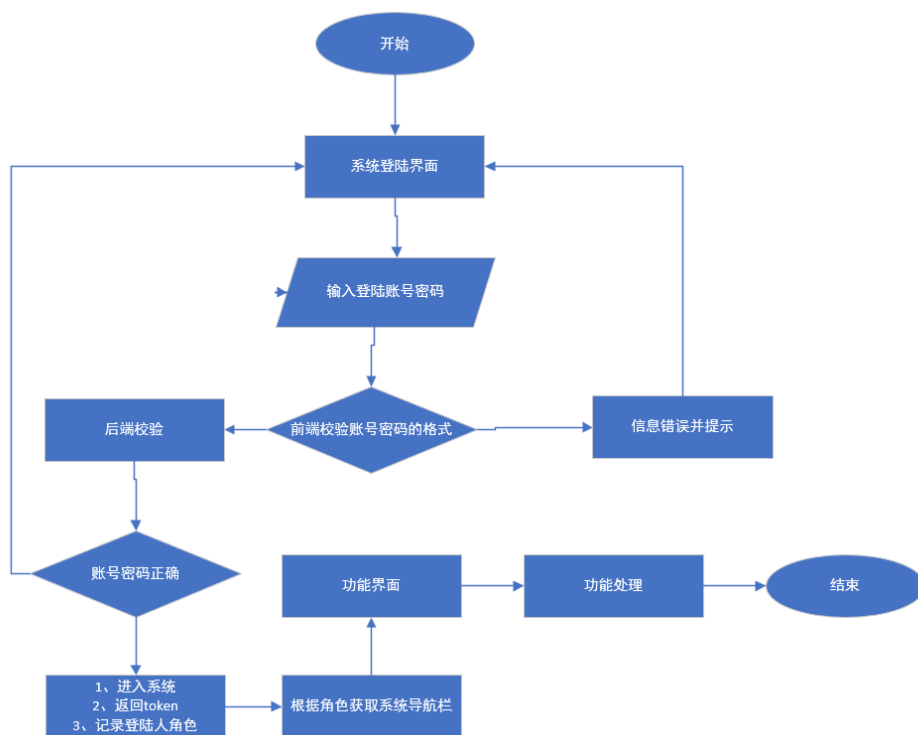 开始
系统登陆界面
输入登陆账号密码
后端校验
前端校验账号密码的格式
信息错误并提示
账号密码正确
功能界面
功能处理
结束
1、进入系统
2、返回token
3、记录登陆人角色
根据角色获取系统导航栏